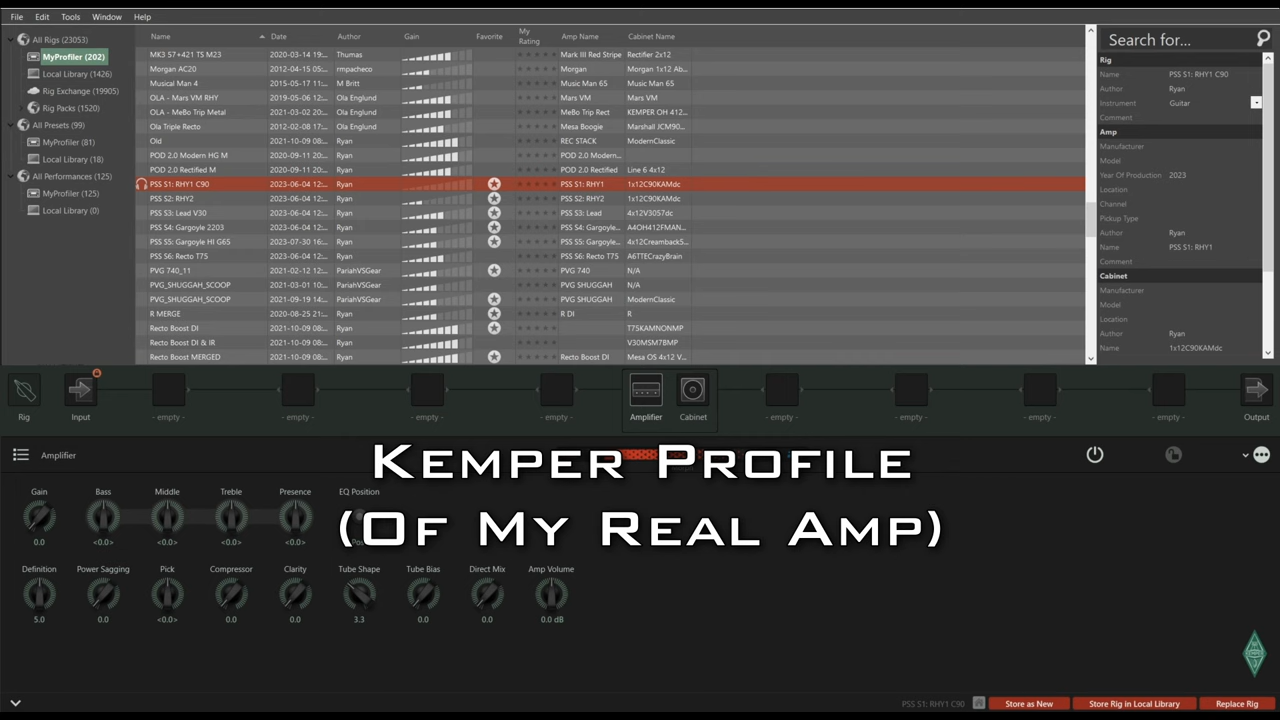 File Edit Tools Window Help
All Rigs (23053)
MyProfiler (202)
Local Library (1426)
Rig Exchange (19905)
Rig Packs (1520)
All Presets (99)
MyProfiler (81)
Local Library (18)
All Performances (125)
MyProfiler (125)
Local Library (0)
Name Date Author Gain Favorite My Rating Amp Name Cabinet Name
MK3 S7+421 TS M23 2020-03-14 19:... Thumas Mark III Red Stripe Rectifier 2x12
Morgan AC20 2012-04-15 05:... rmpacheco Morgan Morgan 1x12 Ab...
Musical Man 4 2015-05-17 11:... M Britt Music Man 65 Music Man 65
OLA - Mars VM RHY 2019-05-06 12:... Ola Englund Mars VM Mars VM
OLA - MeBo Trip Metal 2021-03-02 20:... Ola Englund MeBo Trip Rect KEMPER OH 412...
Ola Triple Recto 2012-02-08 17:... Ola Englund Mesa Boogie Marshall JCM90...
Old 2021-10-09 08:... Ryan REC STACK ModernClassic
POD 2.0 Modern HG M 2020-09-11 20:... Ryan POD 2.0 Modern...
POD 2.0 Rectified M 2020-09-11 20:... Ryan POD 2.0 Rectified Line 6 4x12
PSS S1: RHY1 C90 2023-06-04 12:... Ryan PSS S1: RHY1 1x12C90KAMdc
PSS S2: RHY2 2023-06-04 12:... Ryan PSS S2: RHY2 1x12C90KAMdc
PSS S3: Lead V30 2023-06-04 12:... Ryan PSS S3: Lead 4x12V3057dc
PSS S4: Gargoyle 2203 2023-06-04 12:... Ryan PSS S4: Gargoyle... A4OH412FMAN...
PSS S5: Gargoyle HI G65 2023-07-30 16:... Ryan PSS S5: Gargoyle... 4x12Creamback5...
PSS S6: Recto T75 2023-06-04 12:... Ryan PSS S6: Recto T75 A6TTECrazyBrain
PVG 740_11 2021-02-12 17:... PariahVSGear PVG 740 N/A
PVG_SHUGGAH_SCOOP 2021-03-01 10:... PariahVSGear PVG SHUGGAH N/A
PVG_SHUGGAH_SCOOP 2021-09-19 14:... PariahVSGear PVG SHUGGAH ModernClassic
R MERGE 2020-08-25 21:... Ryan R DI R
Recto Boost DI 2021-10-09 08:... Ryan T75KAMNONMP
Recto Boost DI & IR 2021-10-09 08:... Ryan V30MSM7BMP
Recto Boost MERGED 2021-10-09 08:... Ryan Recto Boost DI Mesa OS 4x12 V...
Search for...
Rig
Name PSS S1: RHY1 C90
Author Ryan
Instrument Guitar
Comment
Amp
Manufacturer
Model
Year Of Production 2023
Location
Channel
Pickup Type
Author Ryan
Name PSS S1: RHY1
Comment
Cabinet
Manufacturer
Model
Location
Author Ryan
Name 1x12C90KAMdc
Rig Input - empty - - empty - - empty - - empty - Amplifier Cabinet - empty - - empty - - empty - - empty - Output
Amplifier
Kemper Profile
(Of My Real Amp)
Gain Bass Middle Treble Presence EQ Position
0.0 <0.0> <0.0> <0.0> <0.0>
Definition Power Sagging Pick Compressor Clarity Tube Shape Tube Bias Direct Mix Amp Volume
5.0 0.0 <0.0> 0.0 0.0 3.3 0.0 0.0 0.0 dB
PSS S1: RHY1 C90 Store as New Store Rig in Local Library Replace Rig